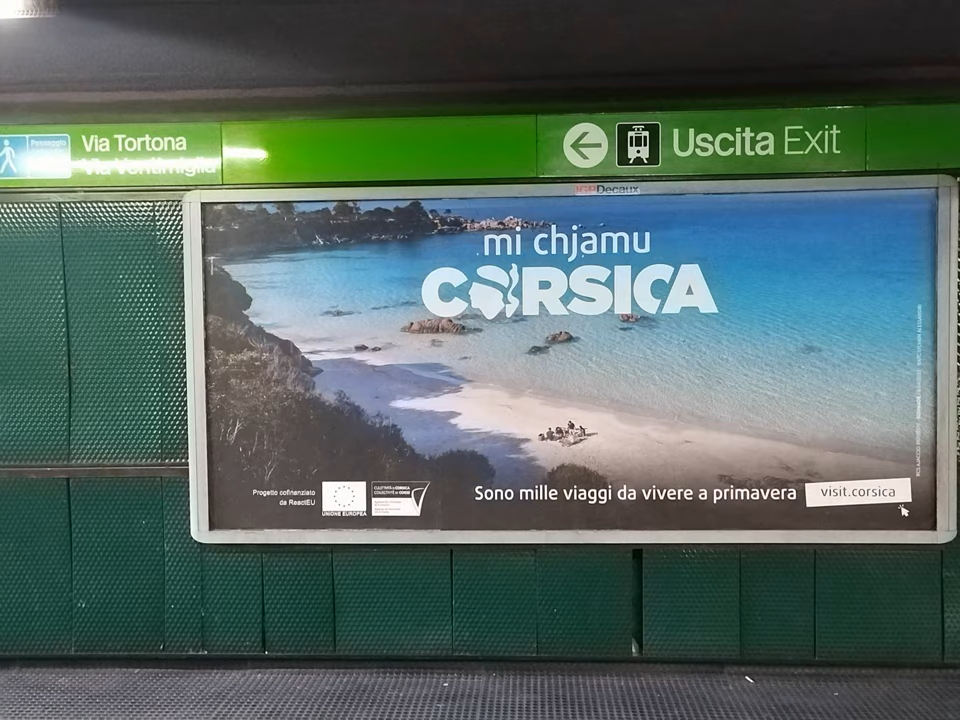 Passaggio
Via Tortona
Via Ventimiglia
Uscita Exit
IGPDecaux
mi chjamu
CORSICA
Sono mille viaggi da vivere a primavera
visit.corsica
Progetto cofinanziato
da ReactEU
UNIONE EUROPEA